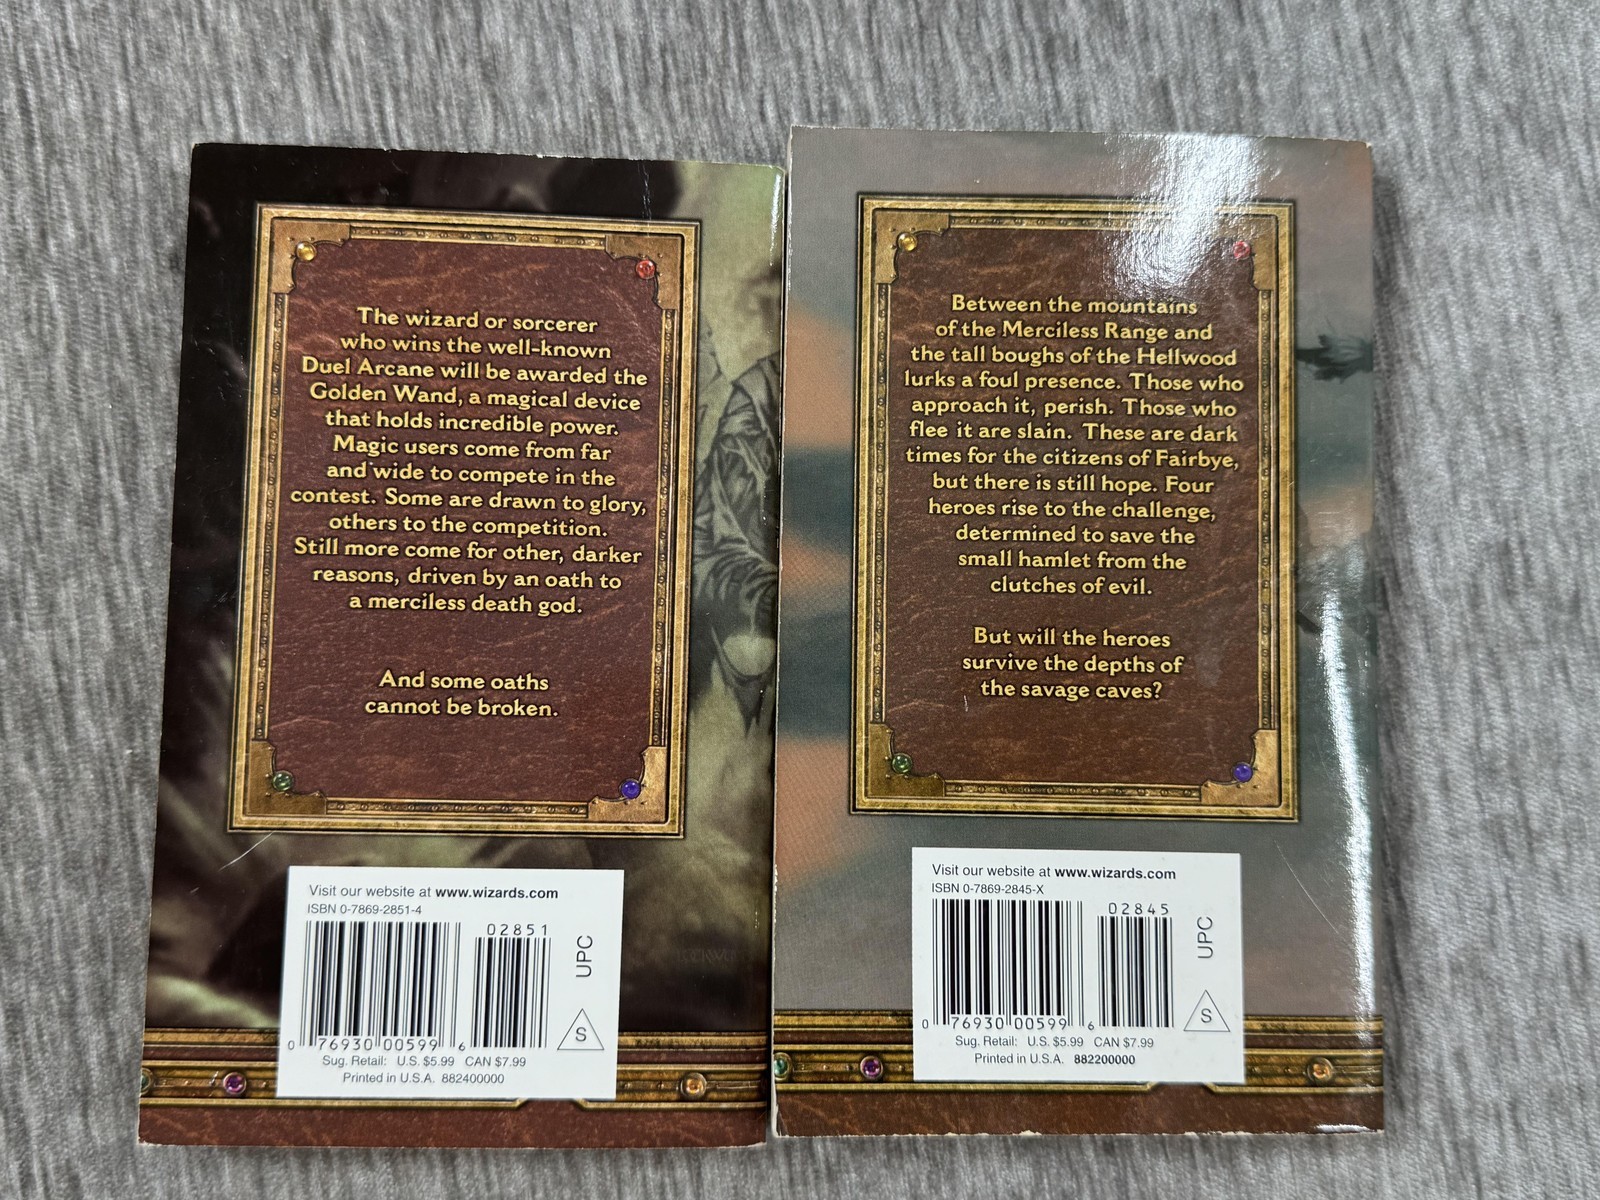 The wizard or sorcerer
who wins the well-known
Duel Arcane will be awarded the
Golden Wand, a magical device
that holds incredible power.
Magic users come from far
and wide to compete in the
contest. Some are drawn to glory,
others to the competition.
Still more come for other, darker
reasons, driven by an oath to
a merciless death god.
And some oaths
cannot be broken.
Visit our website at www.wizards.com
ISBN 0-7869-2851-4
02851
UPC
S
0 76930 00599 6
Sug. Retail: U.S. $5.99 CAN $7.99
Printed in U.S.A. 882400000
Between the mountains
of the Merciless Range and
the tall boughs of the Hellwood
lurks a foul presence. Those who
approach it, perish. Those who
flee it are slain. These are dark
times for the citizens of Fairbye,
but there is still hope. Four
heroes rise to the challenge,
determined to save the
small hamlet from the
clutches of evil.
But will the heroes
survive the depths of
the savage caves?
Visit our website at www.wizards.com
ISBN 0-7869-2845-X
02845
UPC
S
0 76930 00599 6
Sug. Retail: U.S. $5.99 CAN $7.99
Printed in U.S.A. 882200000